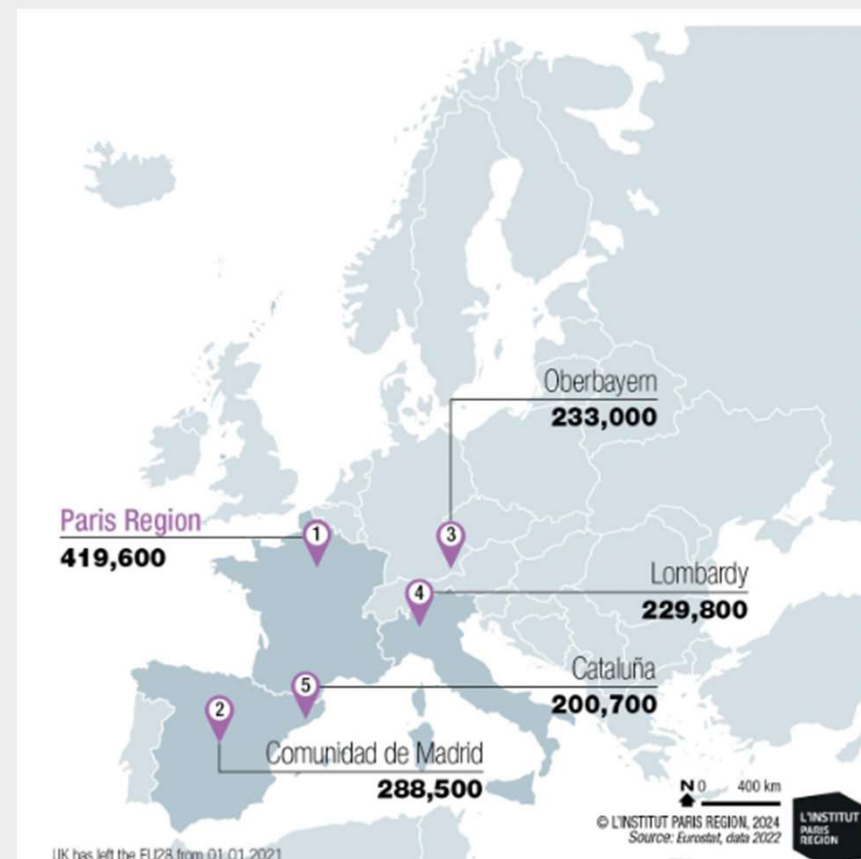 Oberbayern
233,000
Paris Region
419,600
1
3
4
Lombardy
229,800
5
Cataluña
200,700
2
Comunidad de Madrid
288,500
N 0 400 km
© L'INSTITUT PARIS REGION, 2024
Source: Eurostat, data 2022
L'INSTITUT
PARIS
REGION
UK has left the EU28 from 01.01.2021